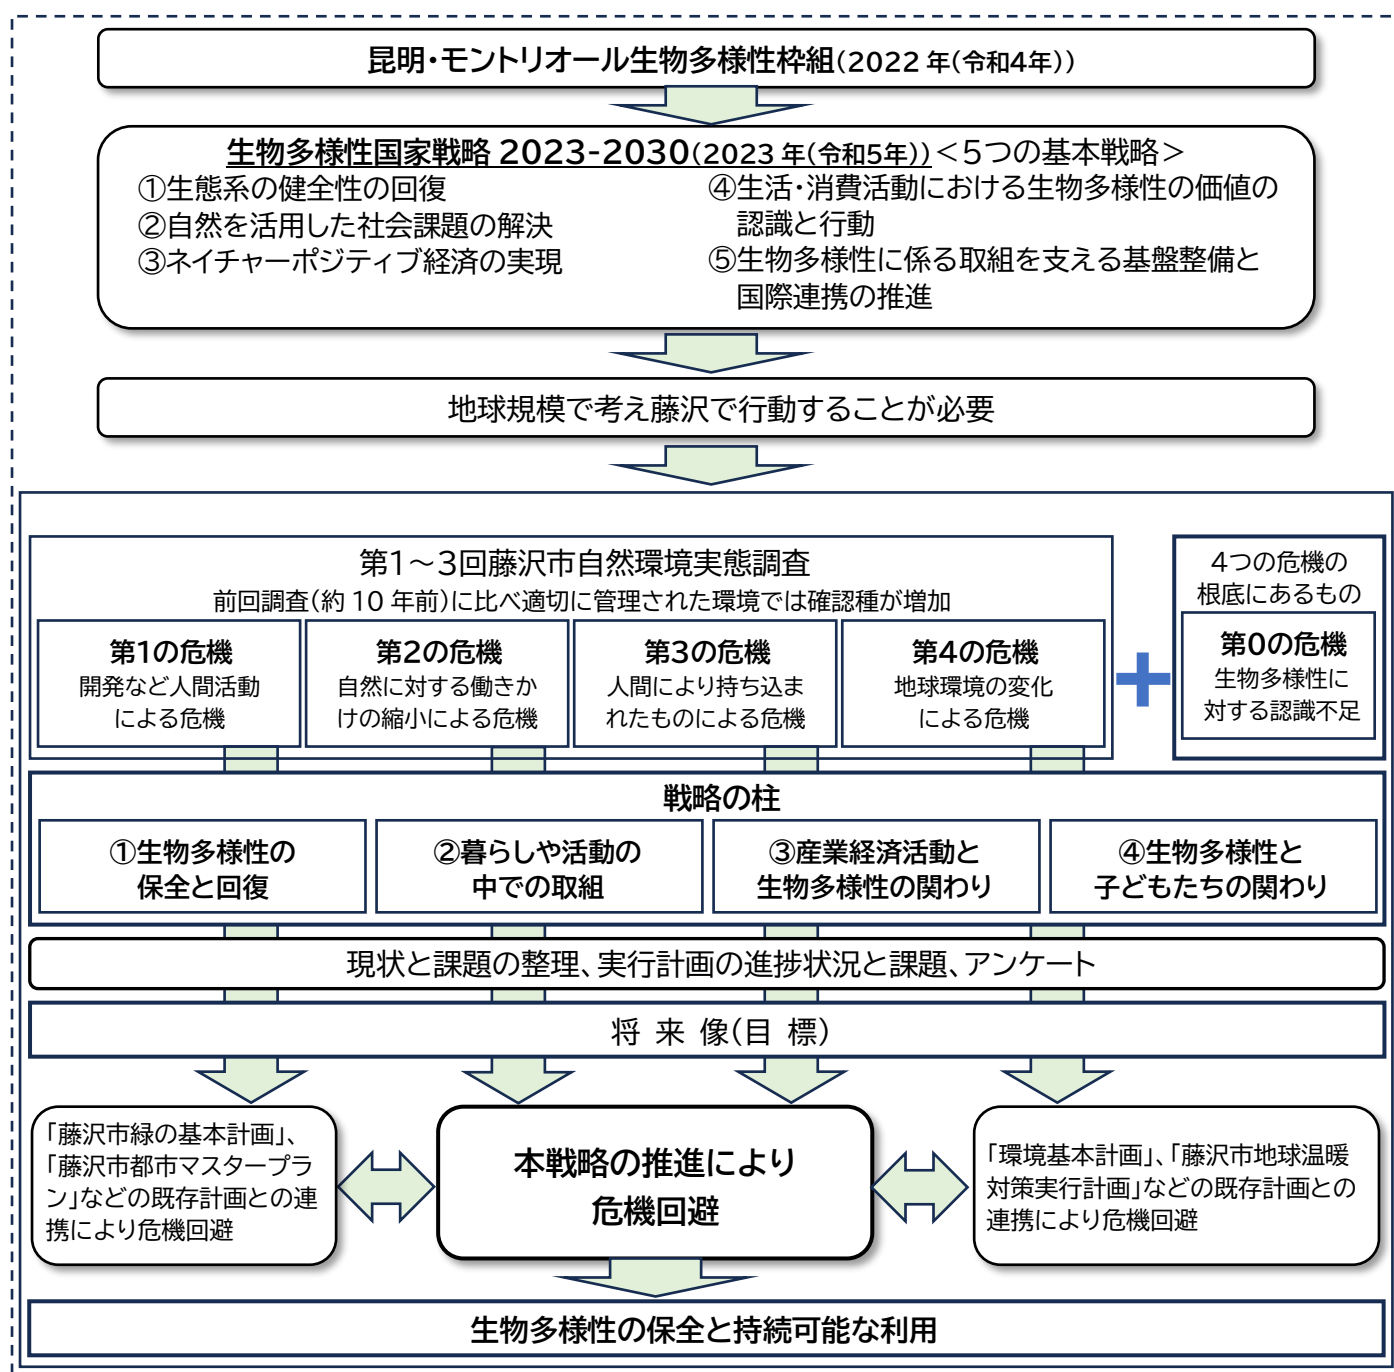 昆明・モントリオール生物多様性枠組(2022 年(令和4年))
生物多様性国家戦略 2023-2030(2023 年(令和5年))<5つの基本戦略>
①生態系の健全性の回復
②自然を活用した社会課題の解決
③ネイチャーポジティブ経済の実現
④生活・消費活動における生物多様性の価値の
認識と行動
⑤生物多様性に係る取組を支える基盤整備と
国際連携の推進
地球規模で考え藤沢で行動することが必要
第1~3回藤沢市自然環境実態調査
前回調査(約 10 年前)に比べ適切に管理された環境では確認種が増加
第1の危機
開発など人間活動
による危機
第2の危機
自然に対する働きか
けの縮小による危機
第3の危機
人間により持ち込ま
れたものによる危機
第4の危機
地球環境の変化
による危機
4つの危機の
根底にあるもの
第0の危機
生物多様性に
対する認識不足
戦略の柱
①生物多様性の
保全と回復
②暮らしや活動の
中での取組
③産業経済活動と
生物多様性の関わり
④生物多様性と
子どもたちの関わり
現状と課題の整理、実行計画の進捗状況と課題、アンケート
将 来 像(目 標)
「藤沢市緑の基本計画」、
「藤沢市都市マスタープラ
ン」などの既存計画との連
携により危機回避
本戦略の推進により
危機回避
「環境基本計画」、「藤沢市地球温暖
対策実行計画」などの既存計画との
連携により危機回避
生物多様性の保全と持続可能な利用